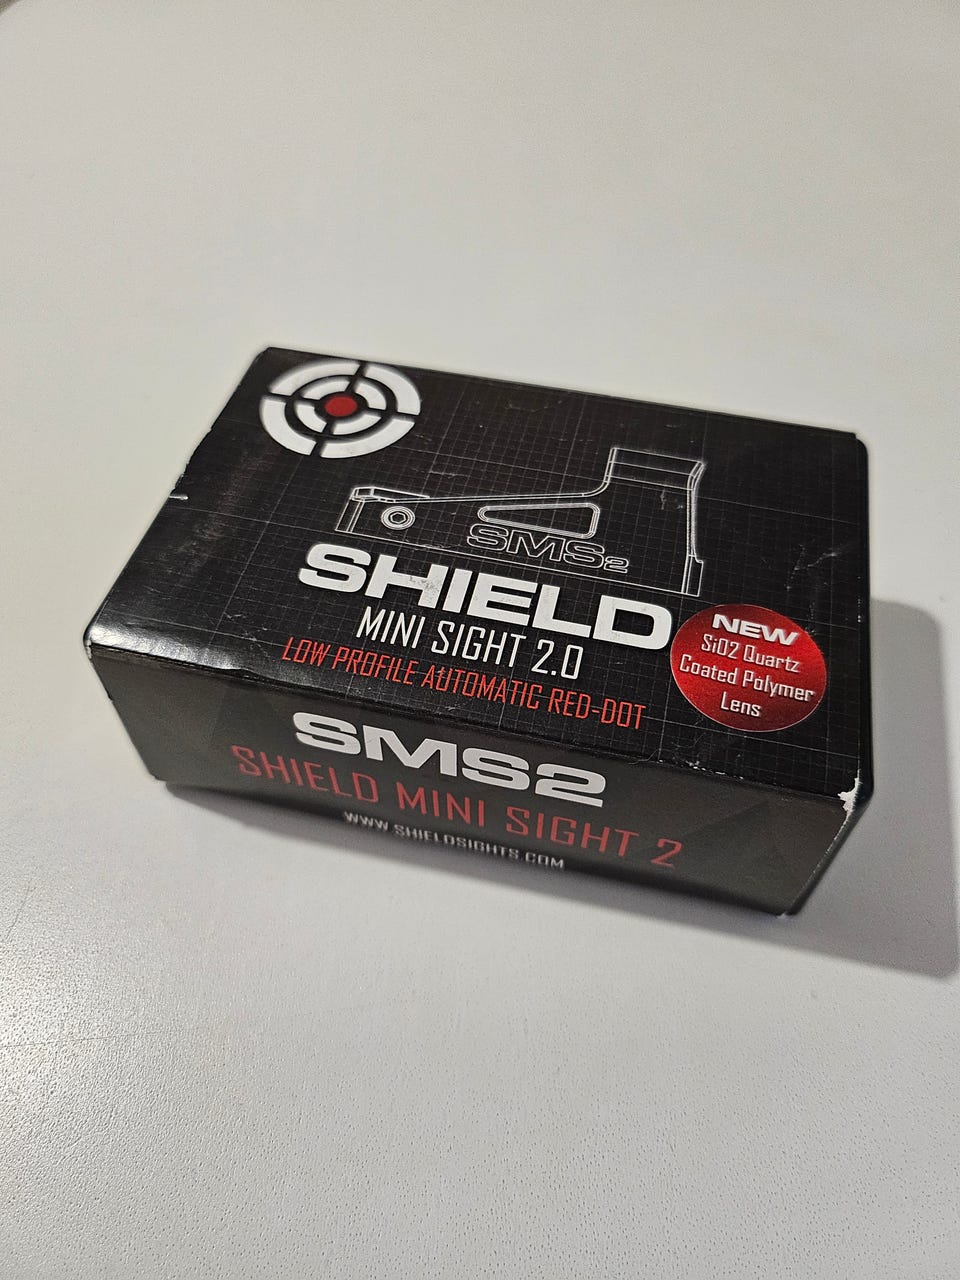 SMS2
SHIELD
MINI SIGHT 2.0
LOW PROFILE AUTOMATIC RED-DOT
NEW
SiO2 Quartz
Coated Polymer
Lens
SMS2
SHIELD MINI SIGHT 2
WWW.SHIELDSIGHTS.COM